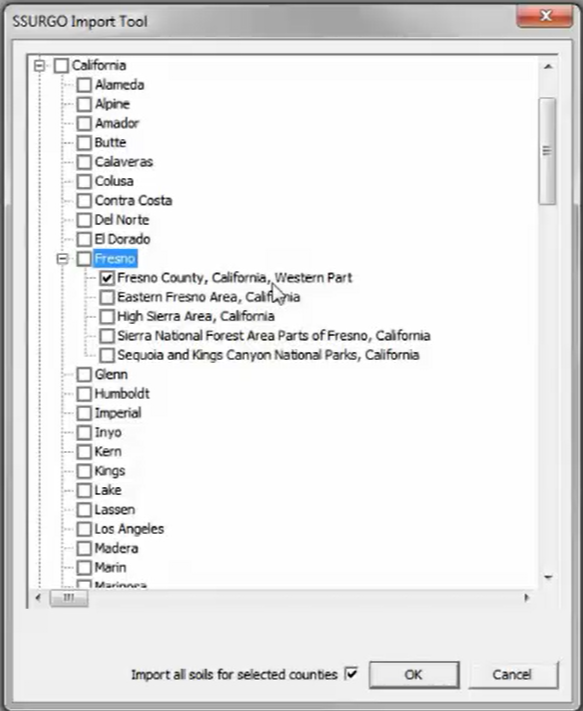 SSURGO Import Tool
California
Alameda
Alpine
Amador
Butte
Calaveras
Colusa
Contra Costa
Del Norte
El Dorado
Fresno
Fresno County, California, Western Part
Eastern Fresno Area, California
High Sierra Area, California
Sierra National Forest Area Parts of Fresno, California
Sequoia and Kings Canyon National Parks, California
Glenn
Humboldt
Imperial
Inyo
Kern
Kings
Lake
Lassen
Los Angeles
Madera
Marin
Mariposa
Import all soils for selected counties
OK
Cancel